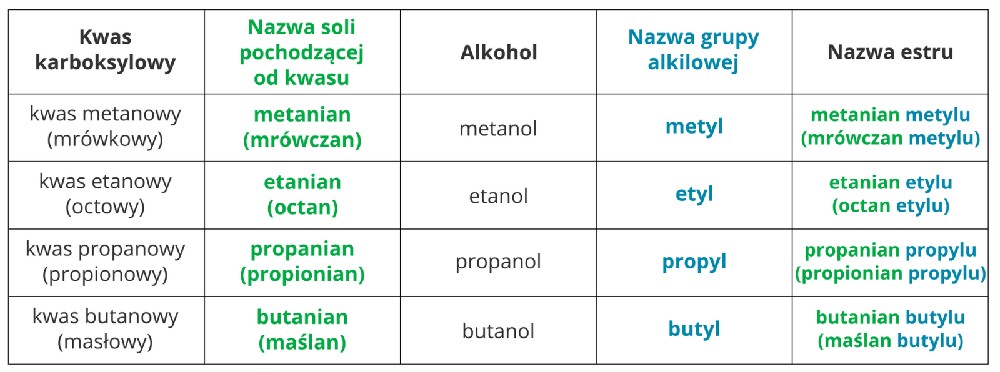 Kwas
karboksylowy
Nazwa soli
pochodzącej
od kwasu
Alkohol
Nazwa grupy
alkilowej
Nazwa estru
kwas metanowy
(mrówkowy)
metanian
(mrówczan)
metanol
metyl
metanian metylu
(mrówczan metylu)
kwas etanowy
(octowy)
etanian
(octan)
etanol
etyl
etanian etylu
(octan etylu)
kwas propanowy
(propionowy)
propanian
(propionian)
propanol
propyl
propanian propylu
(propionian propylu)
kwas butanowy
(masłowy)
butanian
(maślan)
butanol
butyl
butanian butylu
(maślan butylu)